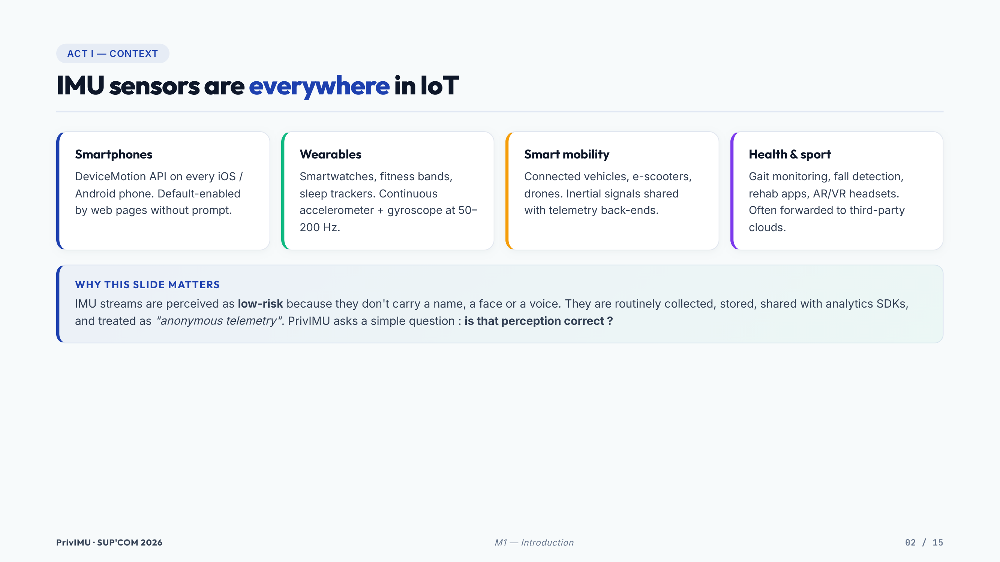 ACT I — CONTEXT
IMU sensors are everywhere in IoT
Smartphones
DeviceMotion API on every iOS /
Android phone. Default-enabled
by web pages without prompt.
Wearables
Smartwatches, fitness bands,
sleep trackers. Continuous
accelerometer + gyroscope at 50–
200 Hz.
Smart mobility
Connected vehicles, e-scooters,
drones. Inertial signals shared
with telemetry back-ends.
Health & sport
Gait monitoring, fall detection,
rehab apps, AR/VR headsets.
Often forwarded to third-party
clouds.
WHY THIS SLIDE MATTERS
IMU streams are perceived as low-risk because they don't carry a name, a face or a voice. They are routinely collected, stored, shared with analytics SDKs,
and treated as "anonymous telemetry". PrivIMU asks a simple question : is that perception correct ?
PrivIMU · SUP'COM 2026
M1 — Introduction
02 / 15